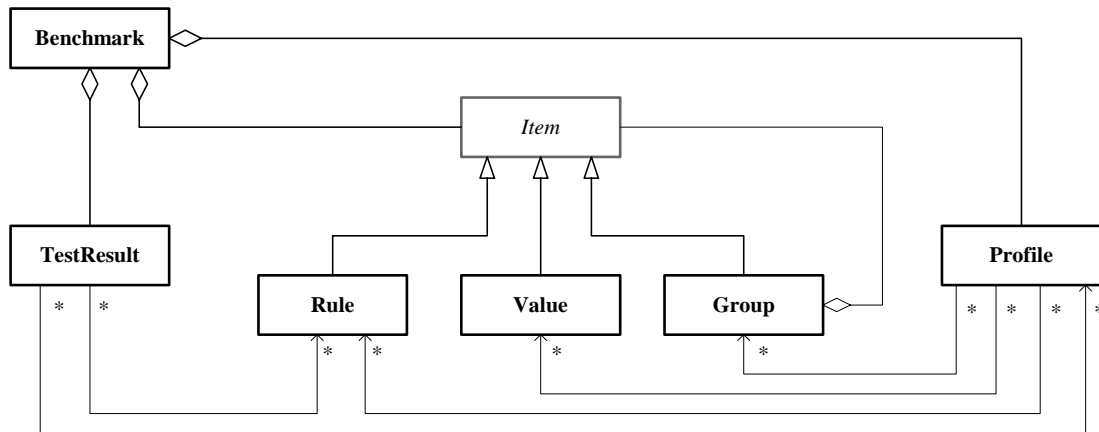 Benchmark
Item
TestResult
Profile
* *
* * * *
Rule
Value
Group
* * * *